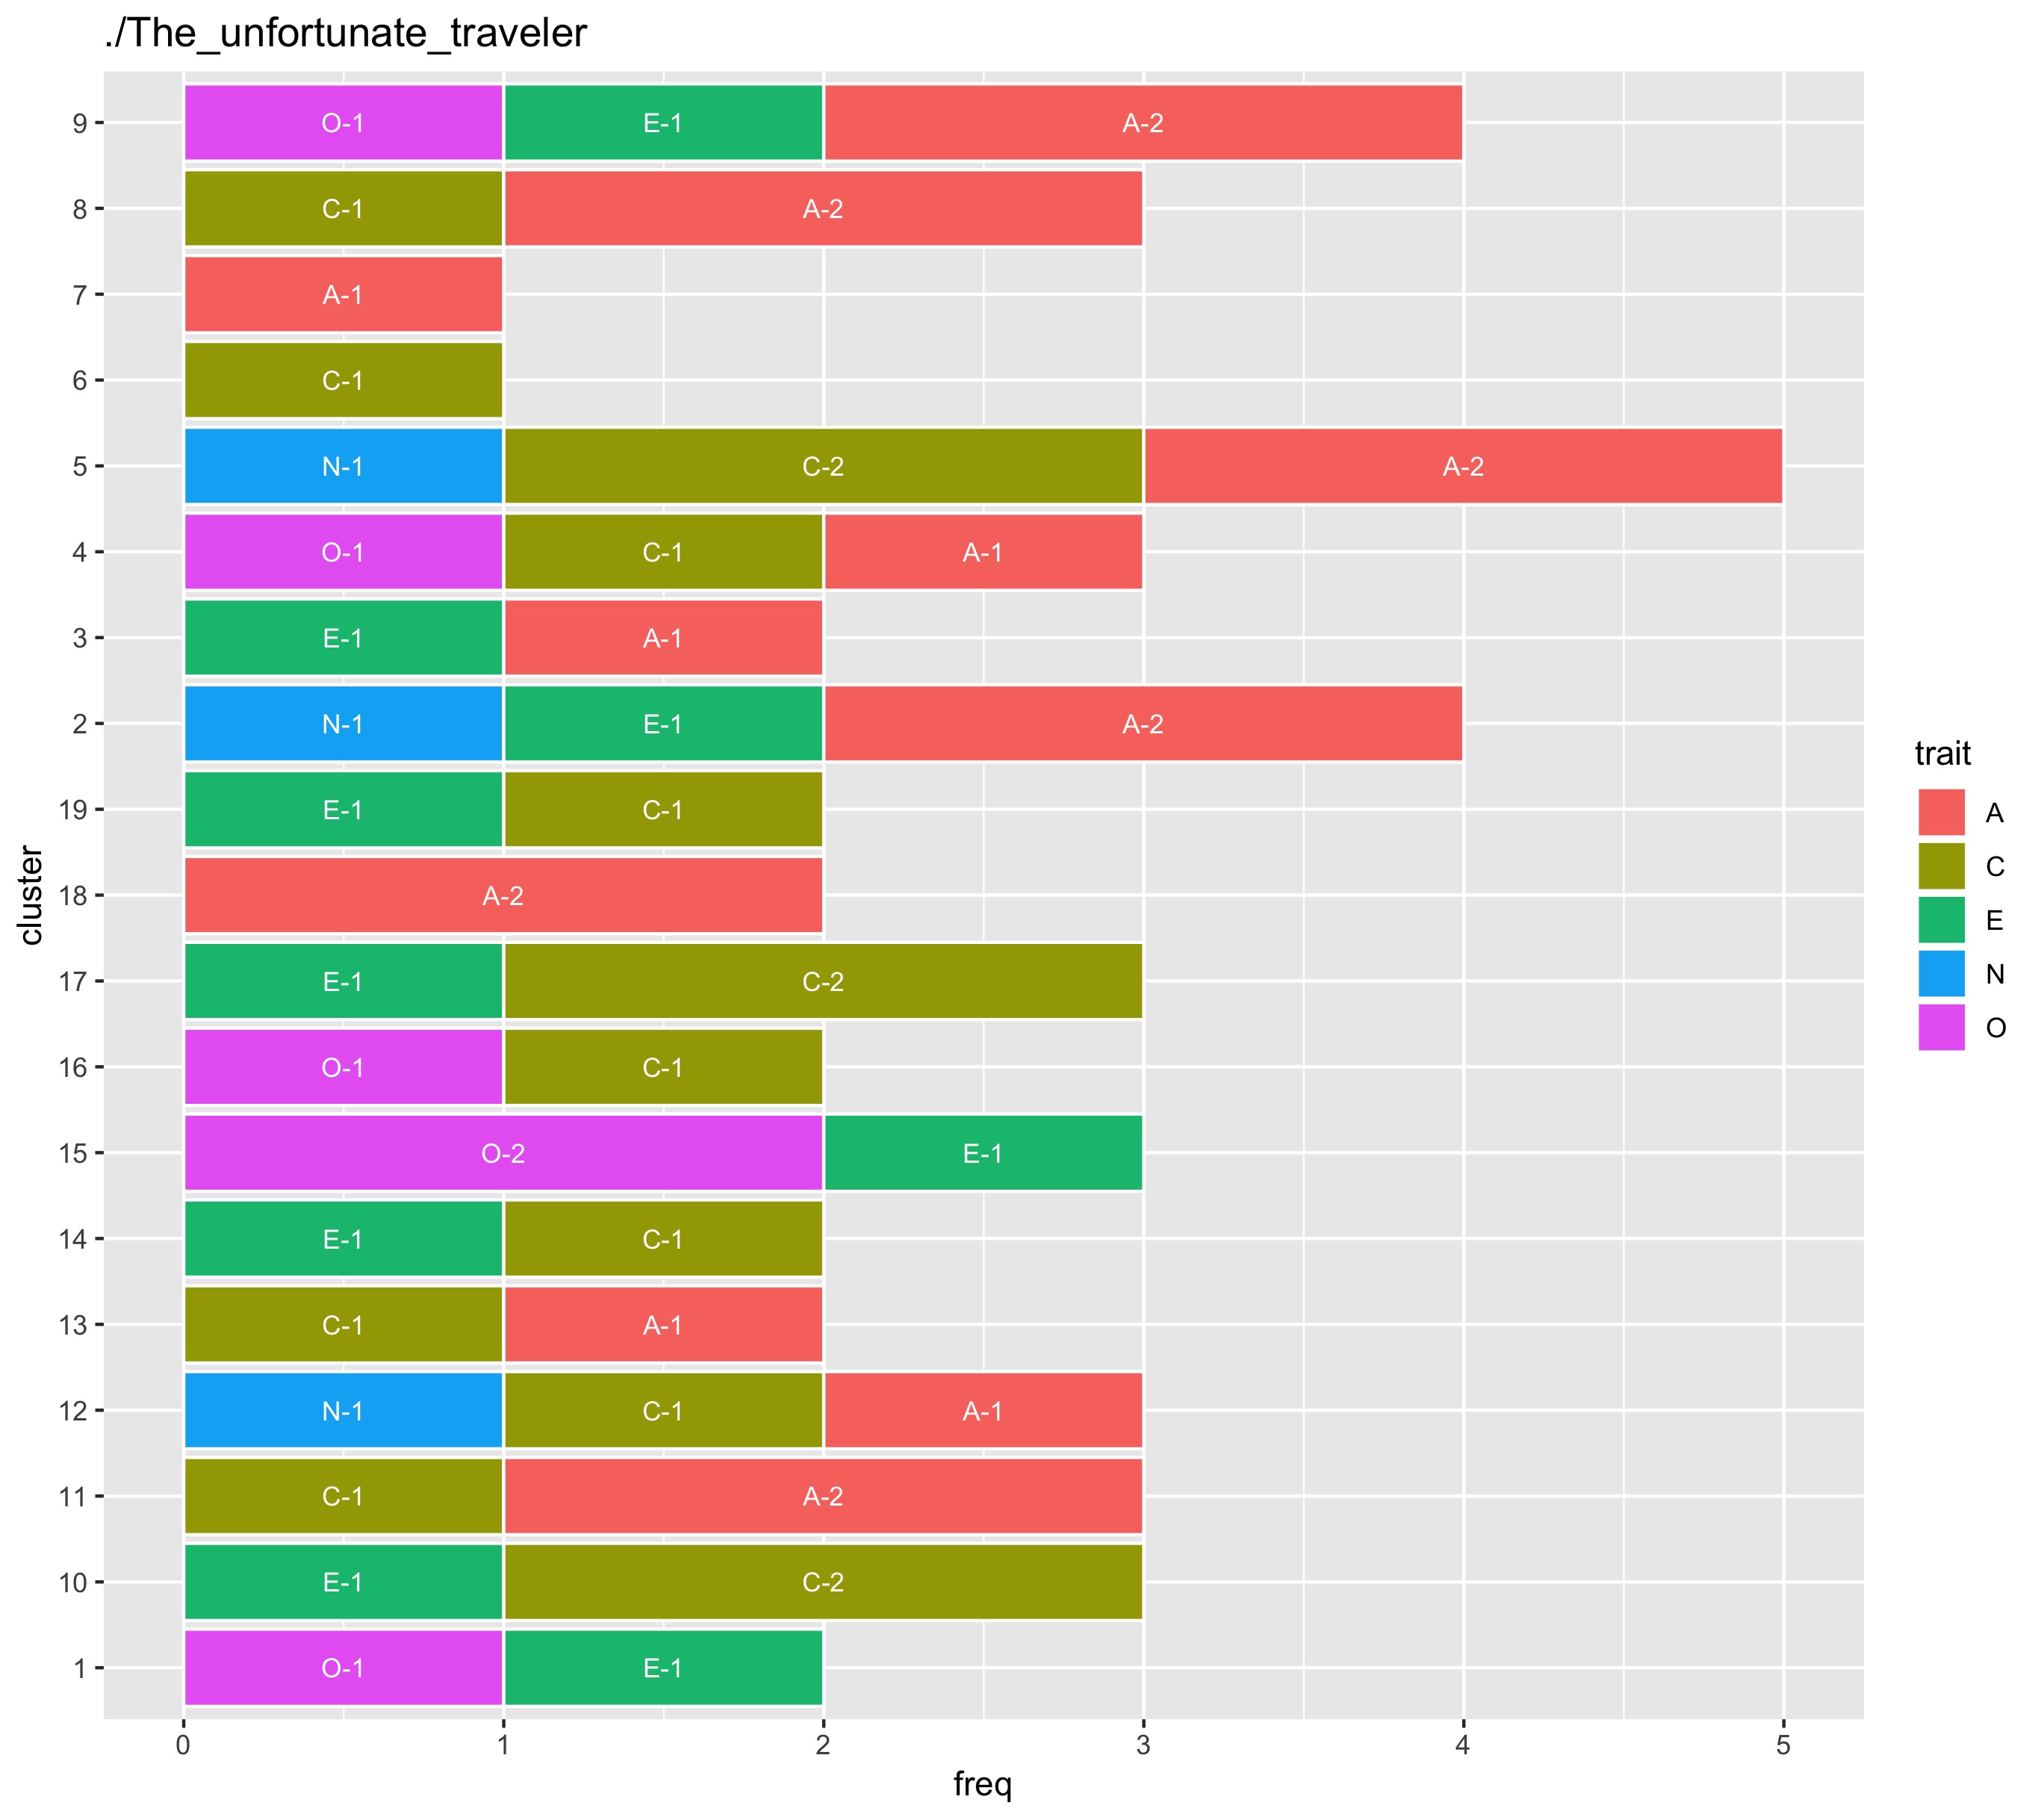 ./The_unfortunate_traveler
9 O-1 E-1 A-2
8 C-1 A-2
7 A-1
6 C-1
5 N-1 C-2 A-2
4 O-1 C-1 A-1
3 E-1 A-1
2 N-1 E-1 A-2
19 E-1 C-1
18 A-2
17 E-1 C-2
16 O-1 C-1
15 O-2 E-1
14 E-1 C-1
13 C-1 A-1
12 N-1 C-1 A-1
11 C-1 A-2
10 E-1 C-2
1 O-1 E-1
0 1 2 3 4 5
freq
cluster
trait
A
C
E
N
O